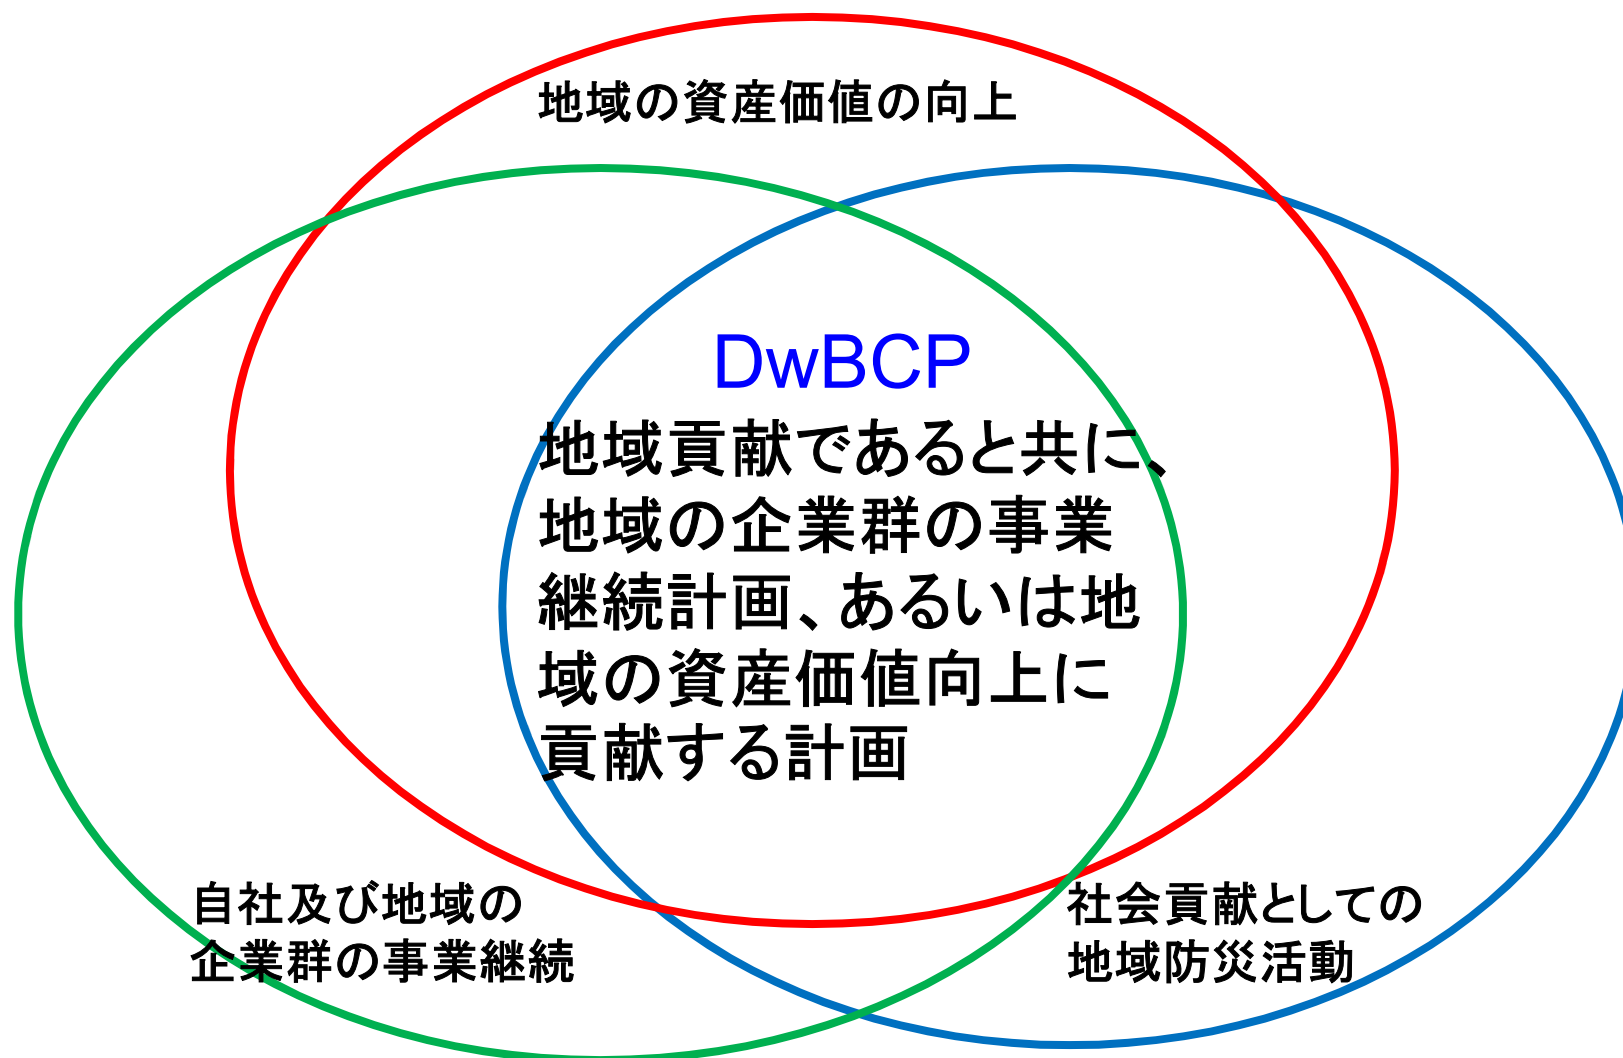 地域の資産価値の向上
DwBCP
地域貢献であると共に、
地域の企業群の事業
継続計画、あるいは地
域の資産価値向上に
貢献する計画
自社及び地域の
企業群の事業継続
社会貢献としての
地域防災活動